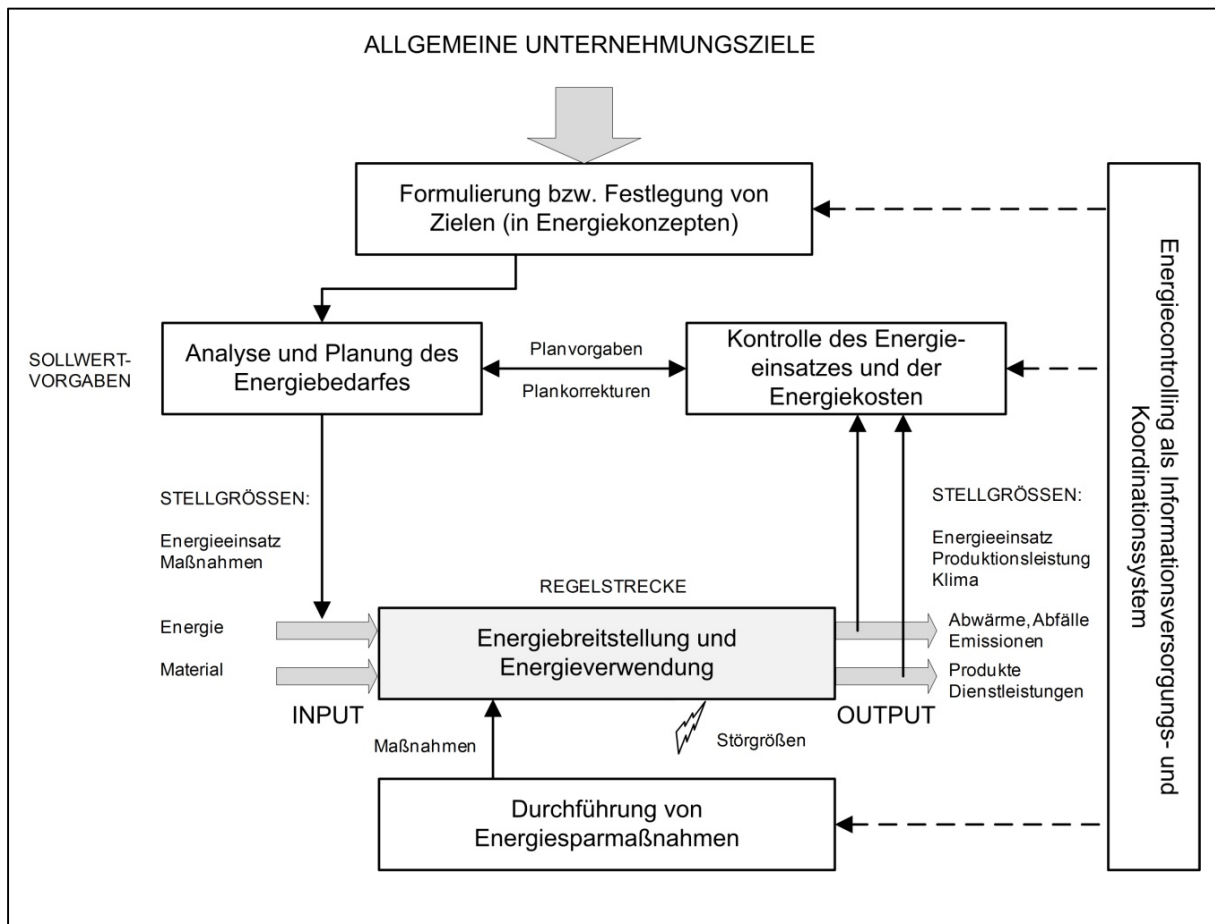 ALLGEMEINE UNTERNEHMUNGSZIELE
Formulierung bzw. Festlegung von
Zielen (in Energiekonzepten)
SOLLWERT-
VORGABEN
Analyse und Planung des
Energiebedarfes
Planvorgaben
Plankorrekturen
Kontrolle des Energie-
einsatzes und der
Energiekosten
STELLGRÖSSEN:
Energieeinsatz
Maßnahmen
STELLGRÖSSEN:
Energieeinsatz
Produktionsleistung
Klima
REGELSTRECKE
Energie
Material
Energiebreitstellung und
Energieverwendung
Abwärme, Abfälle
Emissionen
Produkte
Dienstleistungen
INPUT
OUTPUT
Maßnahmen
Störgrößen
Durchführung von
Energiesparmaßnahmen
Energiecontrolling als Informationsversorgungs- und
Koordinationssystem